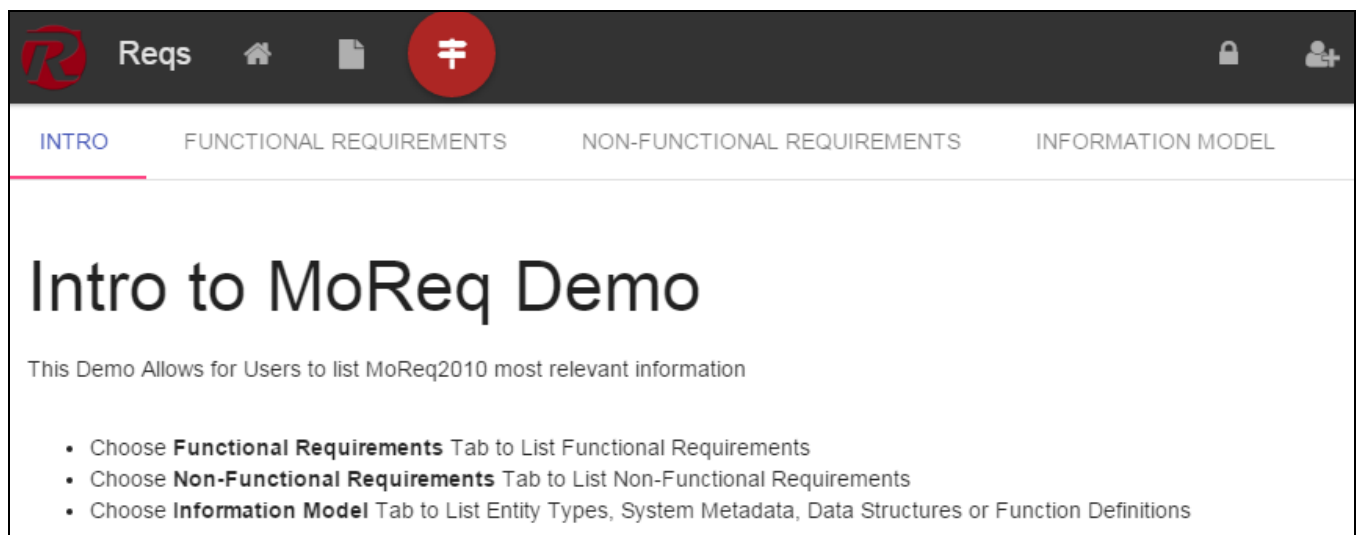 R Reqs
INTRO FUNCTIONAL REQUIREMENTS NON-FUNCTIONAL REQUIREMENTS INFORMATION MODEL
Intro to MoReq Demo
This Demo Allows for Users to list MoReq2010 most relevant information
• Choose Functional Requirements Tab to List Functional Requirements
• Choose Non-Functional Requirements Tab to List Non-Functional Requirements
• Choose Information Model Tab to List Entity Types, System Metadata, Data Structures or Function Definitions